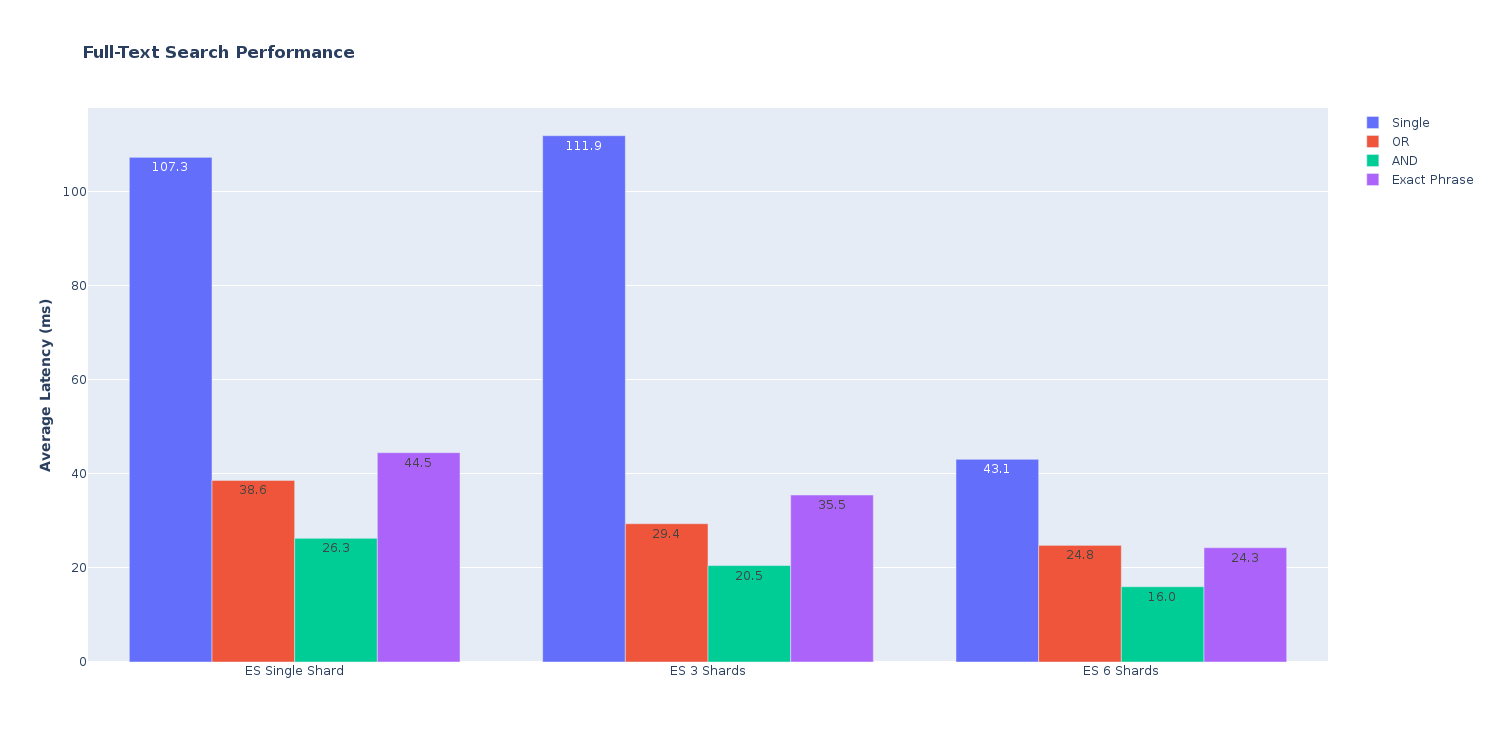 Full-Text Search Performance
Single
OR
AND
Exact Phrase
Average Latency (ms)
100
80
60
40
20
0
107.3
38.6
26.3
44.5
111.9
29.4
20.5
35.5
43.1
24.8
16.0
24.3
ES Single Shard
ES 3 Shards
ES 6 Shards